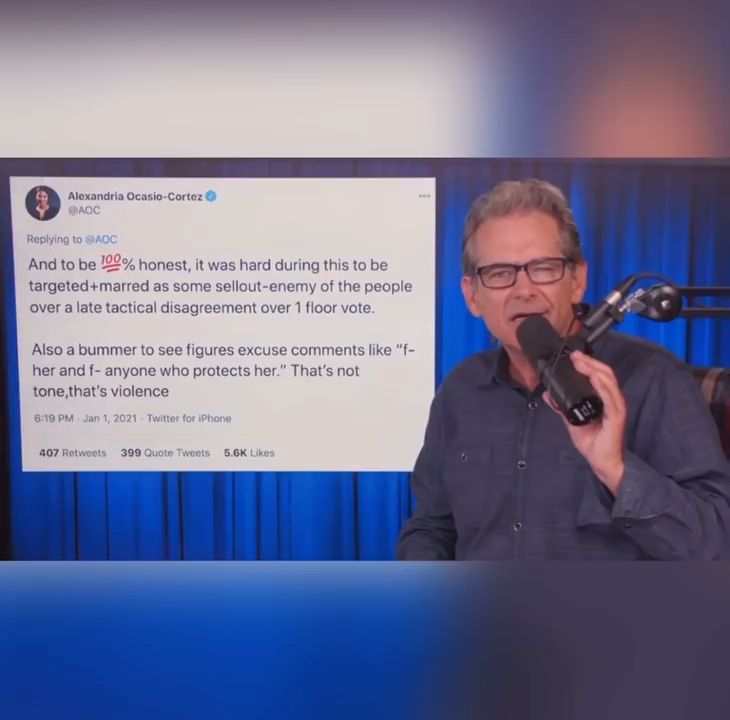 Alexandria Ocasio-Cortez
@AOC
Replying to @AOC
And to be 💯% honest, it was hard during this to be
targeted+marred as some sellout-enemy of the people
over a late tactical disagreement over 1 floor vote.
Also a bummer to see figures excuse comments like "f-
her and f- anyone who protects her." That's not
tone,that's violence
6:19 PM · Jan 1, 2021 · Twitter for iPhone
407 Retweets 399 Quote Tweets 5.6K Likes